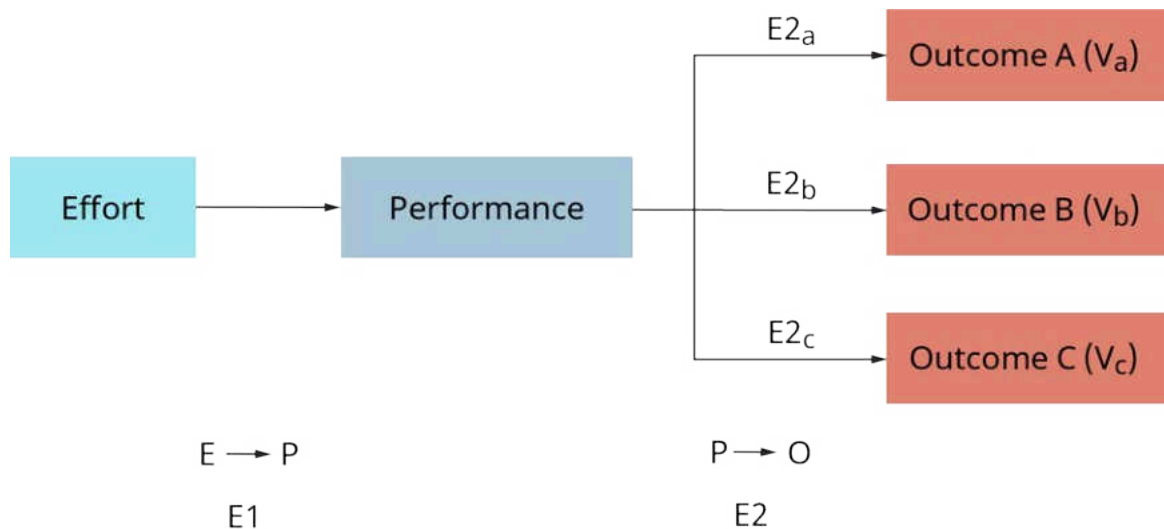 E2a
Outcome A (Va)
Effort
Performance
E2b
Outcome B (Vb)
E2c
Outcome C (Vc)
E → P
P → O
E1
E2